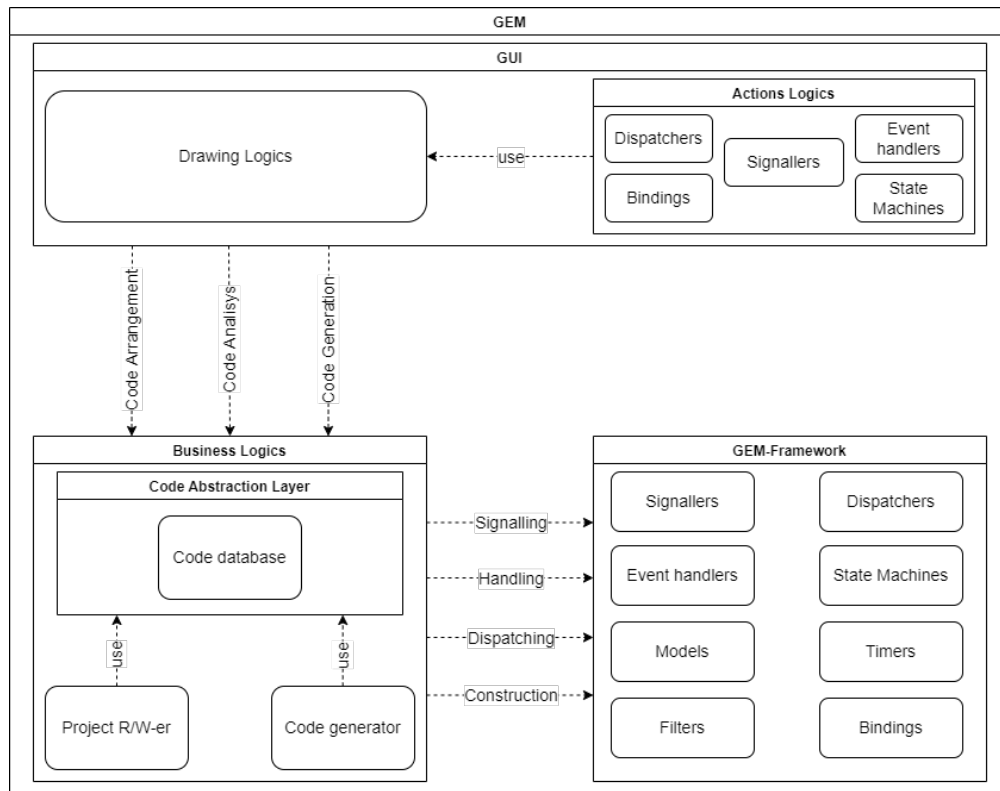 GEM
GUI
Drawing Logics
use
Actions Logics
Dispatchers
Signallers
Event
handlers
Bindings
State
Machines
Code Arrangement
Code Analisys
Code Generation
Business Logics
Code Abstraction Layer
Code database
use
use
Project R/W-er
Code generator
Signalling
Handling
Dispatching
Construction
GEM-Framework
Signallers
Dispatchers
Event handlers
State Machines
Models
Timers
Filters
Bindings